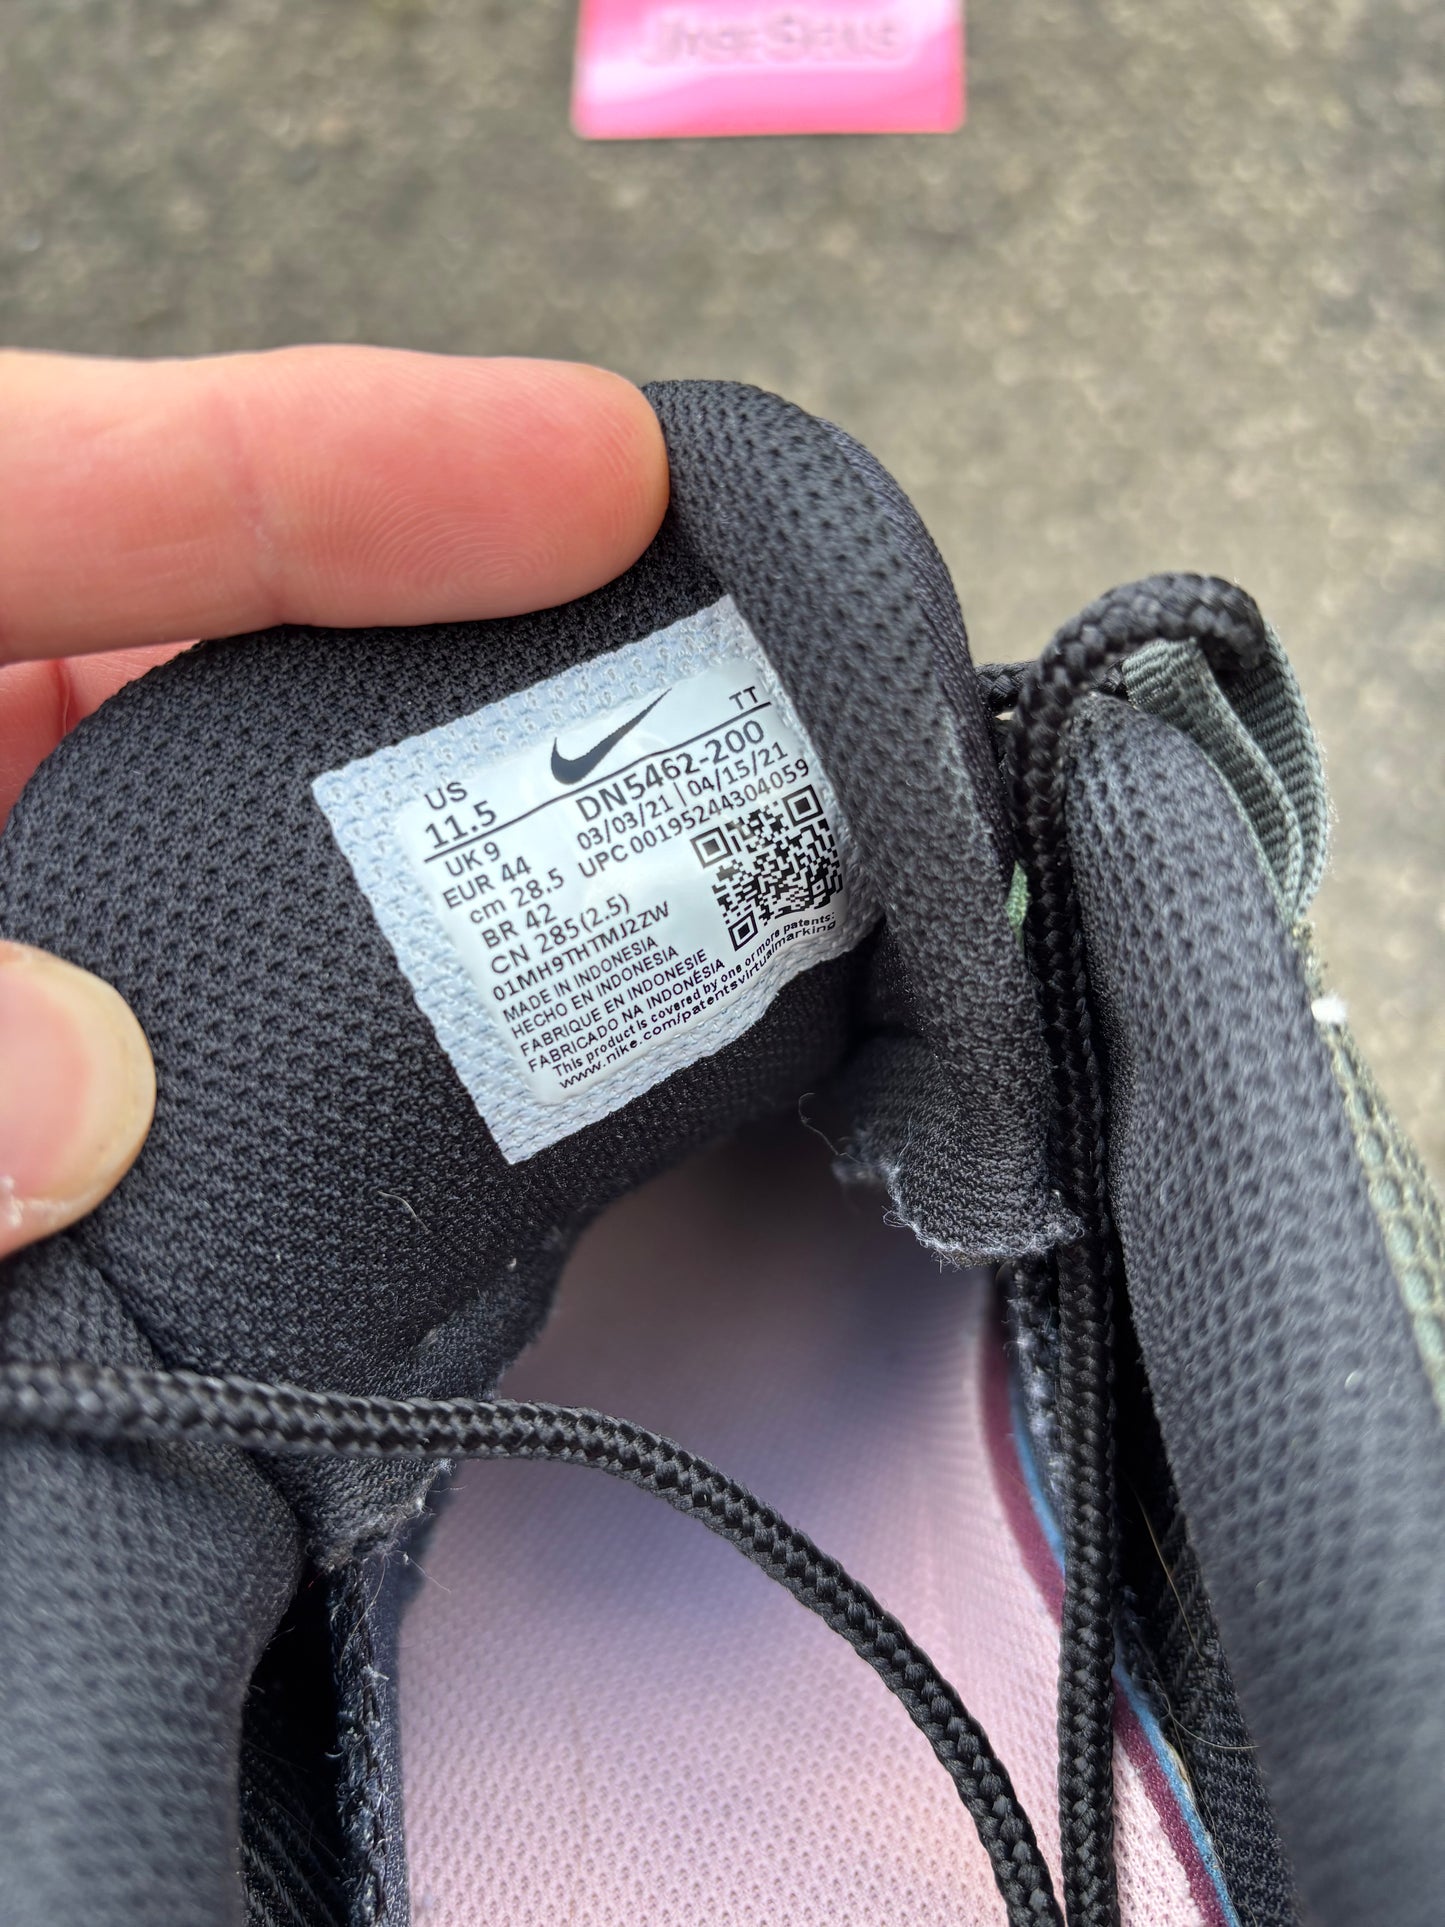 US TT
11.5 DN5462-200
UK 9 03/03/21 | 04/15/21
EUR 44 UPC 00195244304059
cm 28.5
BR 42
CN 285(2.5)
01MH9THTMJ2ZW
MADE IN INDONESIA
HECHO EN INDONESIA
FABRIQUE EN INDONESIE
FABRICADO NA INDONÉSIA
This product is covered by one or more patents:
www.nike.com/patentsvirtualmarking